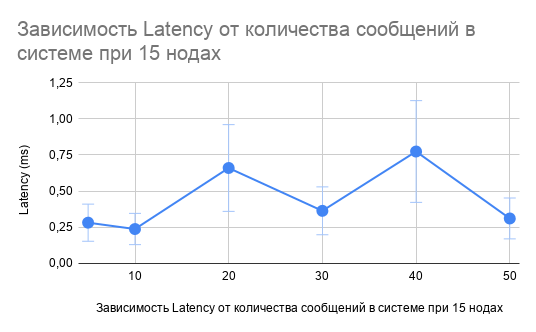 Зависимость Latency от количества сообщений в
системе при 15 нодах
1,25
1,00
0,75
0,50
0,25
0,00
Latency (ms)
10 20 30 40 50
Зависимость Latency от количества сообщений в системе при 15 нодах